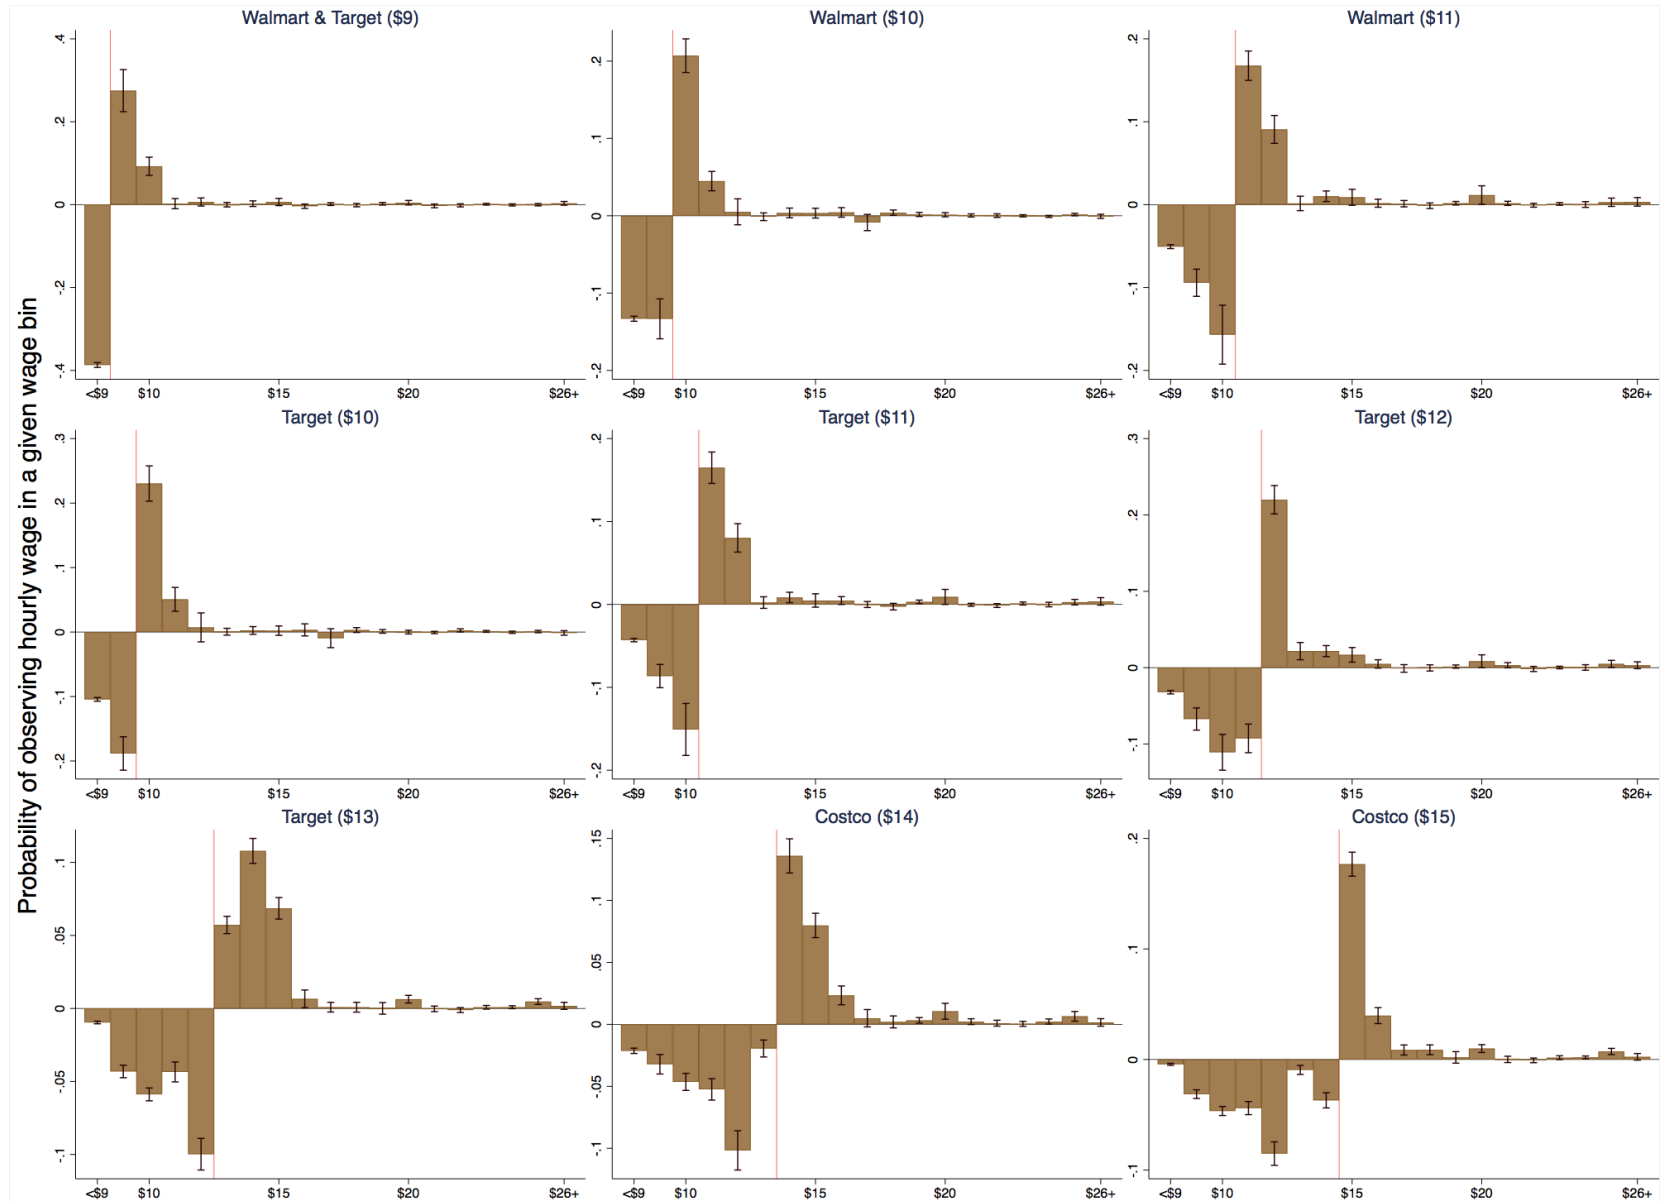 Probability of observing hourly wage in a given wage bin
Walmart & Target ($9)
.4
.2
0
-.2
-.4
<$9 $10 $15 $20 $26+
Walmart ($10)
.2
.1
0
-.1
-.2
<$9 $10 $15 $20 $26+
Walmart ($11)
.2
.1
0
-.1
-.2
<$9 $10 $15 $20 $26+
Target ($10)
.3
.2
.1
0
-.1
-.2
<$9 $10 $15 $20 $26+
Target ($11)
.2
.1
0
-.1
-.2
<$9 $10 $15 $20 $26+
Target ($12)
.3
.2
.1
0
-.1
<$9 $10 $15 $20 $26+
Target ($13)
.1
.05
0
-.05
-.1
<$9 $10 $15 $20 $26+
Costco ($14)
.15
.1
.05
0
-.05
-.1
<$9 $10 $15 $20 $26+
Costco ($15)
.2
.1
0
-.1
<$9 $10 $15 $20 $26+